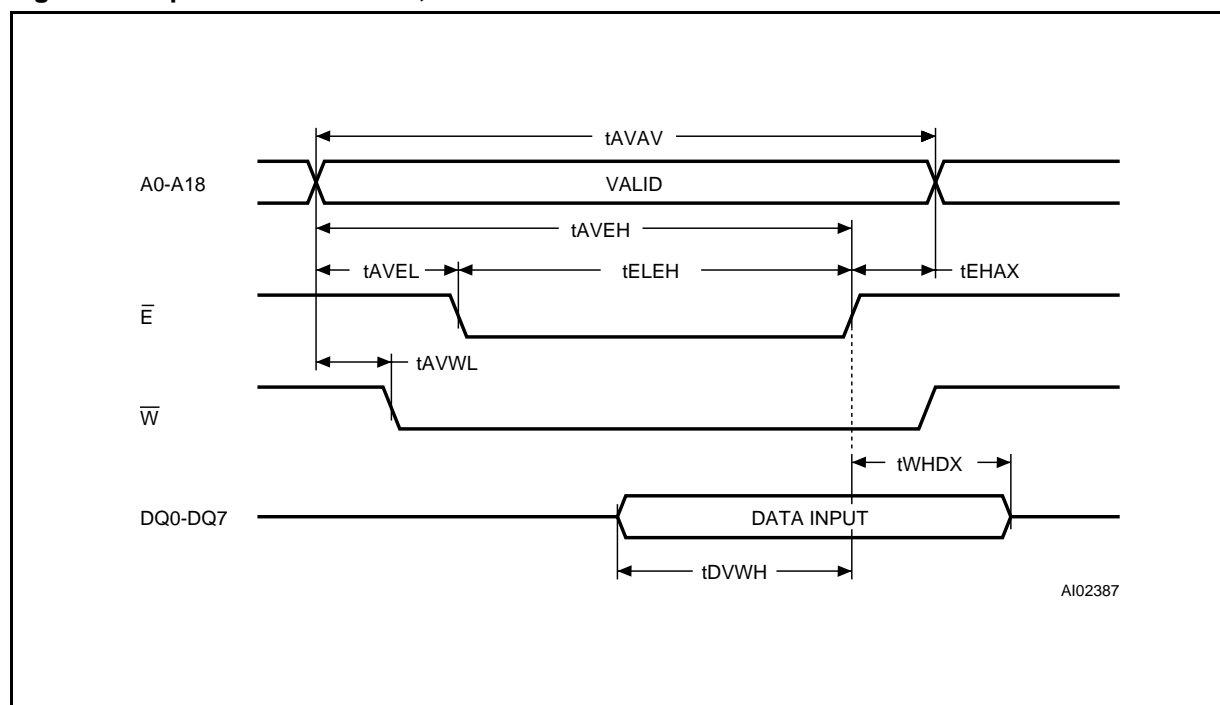 tAVAV
A0-A18
VALID
tAVEH
tAVEL
tELEH
tEHAX
E̅
tAVWL
W̅
tWHDX
DQ0-DQ7
DATA INPUT
tDVWH
AI02387